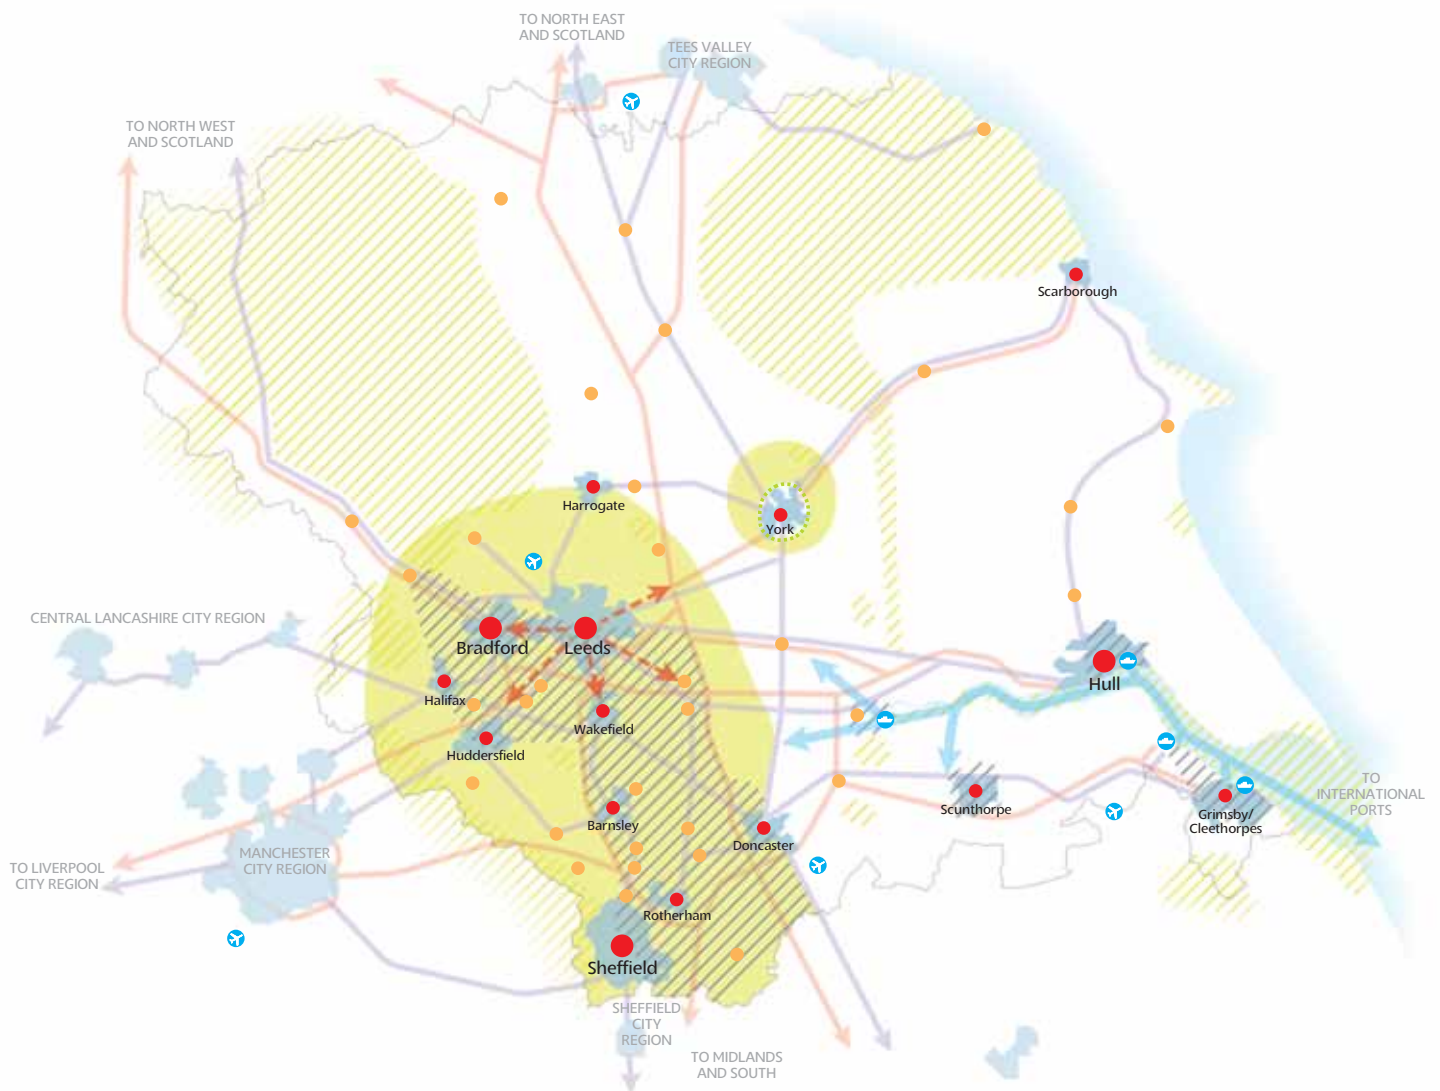 TO NORTH EAST
AND SCOTLAND
TEES VALLEY
CITY REGION
TO NORTH WEST
AND SCOTLAND
Scarborough
Harrogate
York
CENTRAL LANCASHIRE CITY REGION
Bradford
Leeds
Hull
Halifax
Wakefield
Huddersfield
TO
INTERNATIONAL
PORTS
Scunthorpe
Grimsby/
Cleethorpes
Barnsley
Doncaster
MANCHESTER
CITY REGION
TO LIVERPOOL
CITY REGION
Rotherham
Sheffield
SHEFFIELD
CITY
REGION
TO MIDLANDS
AND SOUTH